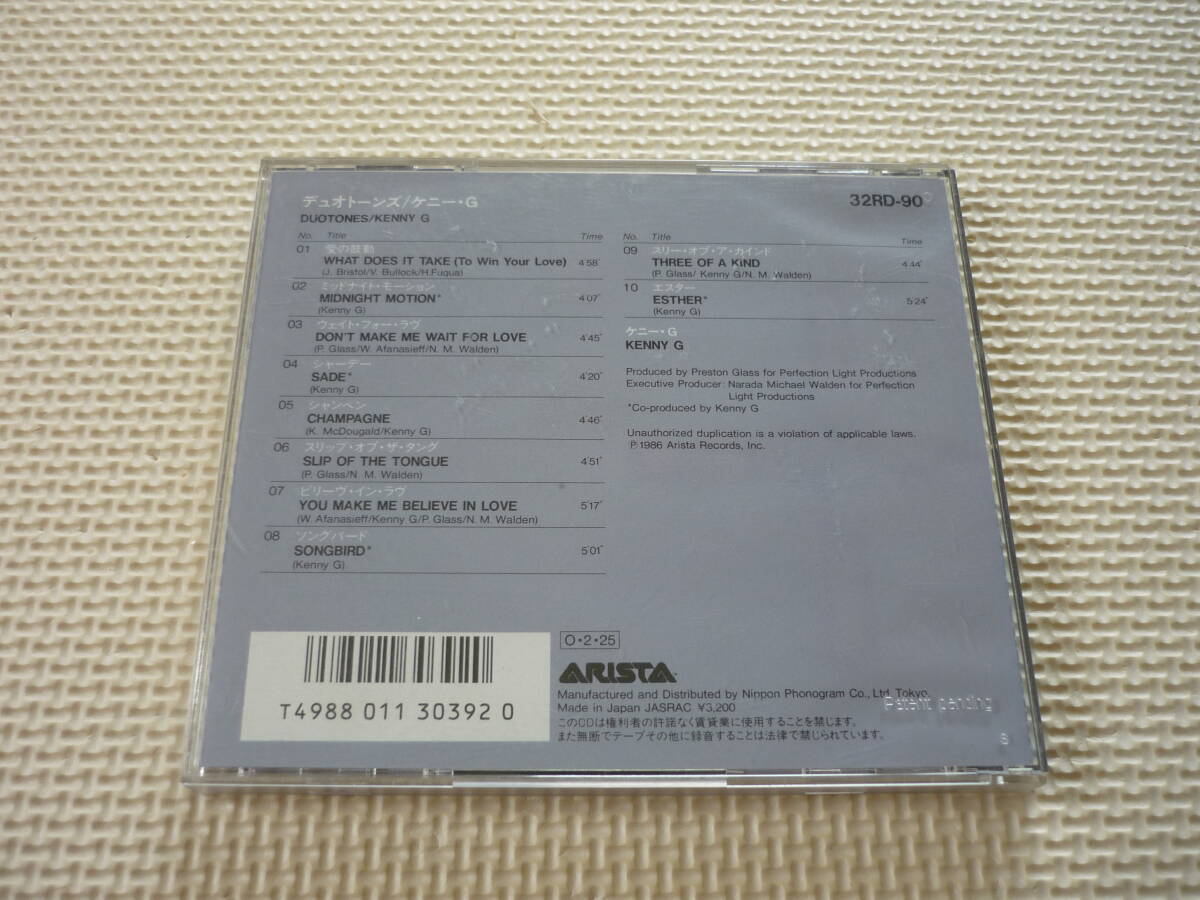 デュオトーンズ/ケニー・G
DUOTONES/KENNY G
32RD-90
No. Title Time
01 愛の鼓動
WHAT DOES IT TAKE (To Win Your Love) 4'58"
(J. Bristol/V. Bullock/H.Fuqua)
02 ミッドナイト・モーション
MIDNIGHT MOTION* 4'07"
(Kenny G)
03 ウェイト・フォー・ラヴ
DON'T MAKE ME WAIT FOR LOVE 4'45"
(P. Glass/W. Afanasieff/N. M. Walden)
04 シャーデー
SADE* 4'20"
(Kenny G)
05 シャンペン
CHAMPAGNE 4'46"
(K. McDougald/Kenny G)
06 スリップ・オブ・ザ・タング
SLIP OF THE TONGUE 4'51"
(P. Glass/N. M. Walden)
07 ビリーヴ・イン・ラヴ
YOU MAKE ME BELIEVE IN LOVE 5'17"
(W. Afanasieff/Kenny G/P. Glass/N. M. Walden)
08 ソングバード
SONGBIRD* 5'01"
(Kenny G)
No. Title Time
09 スリー・オブ・ア・カインド
THREE OF A KIND 4'44"
(P. Glass/ Kenny G/N. M. Walden)
10 エスター
ESTHER* 5'24"
(Kenny G)
ケニー・G
KENNY G
Produced by Preston Glass for Perfection Light Productions
Executive Producer: Narada Michael Walden for Perfection
Light Productions
*Co-produced by Kenny G
Unauthorized duplication is a violation of applicable laws.
℗ 1986 Arista Records, Inc.
T4988 011 30392 0
O・2・25
ARISTA
Manufactured and Distributed by Nippon Phonogram Co., Ltd. Tokyo.
Made in Japan JASRAC ¥3,200
このCDは権利者の許諾なく賃貸業に使用することを禁じます。
また無断でテープその他に録音することは法律で禁じられています。
Patent pending
S